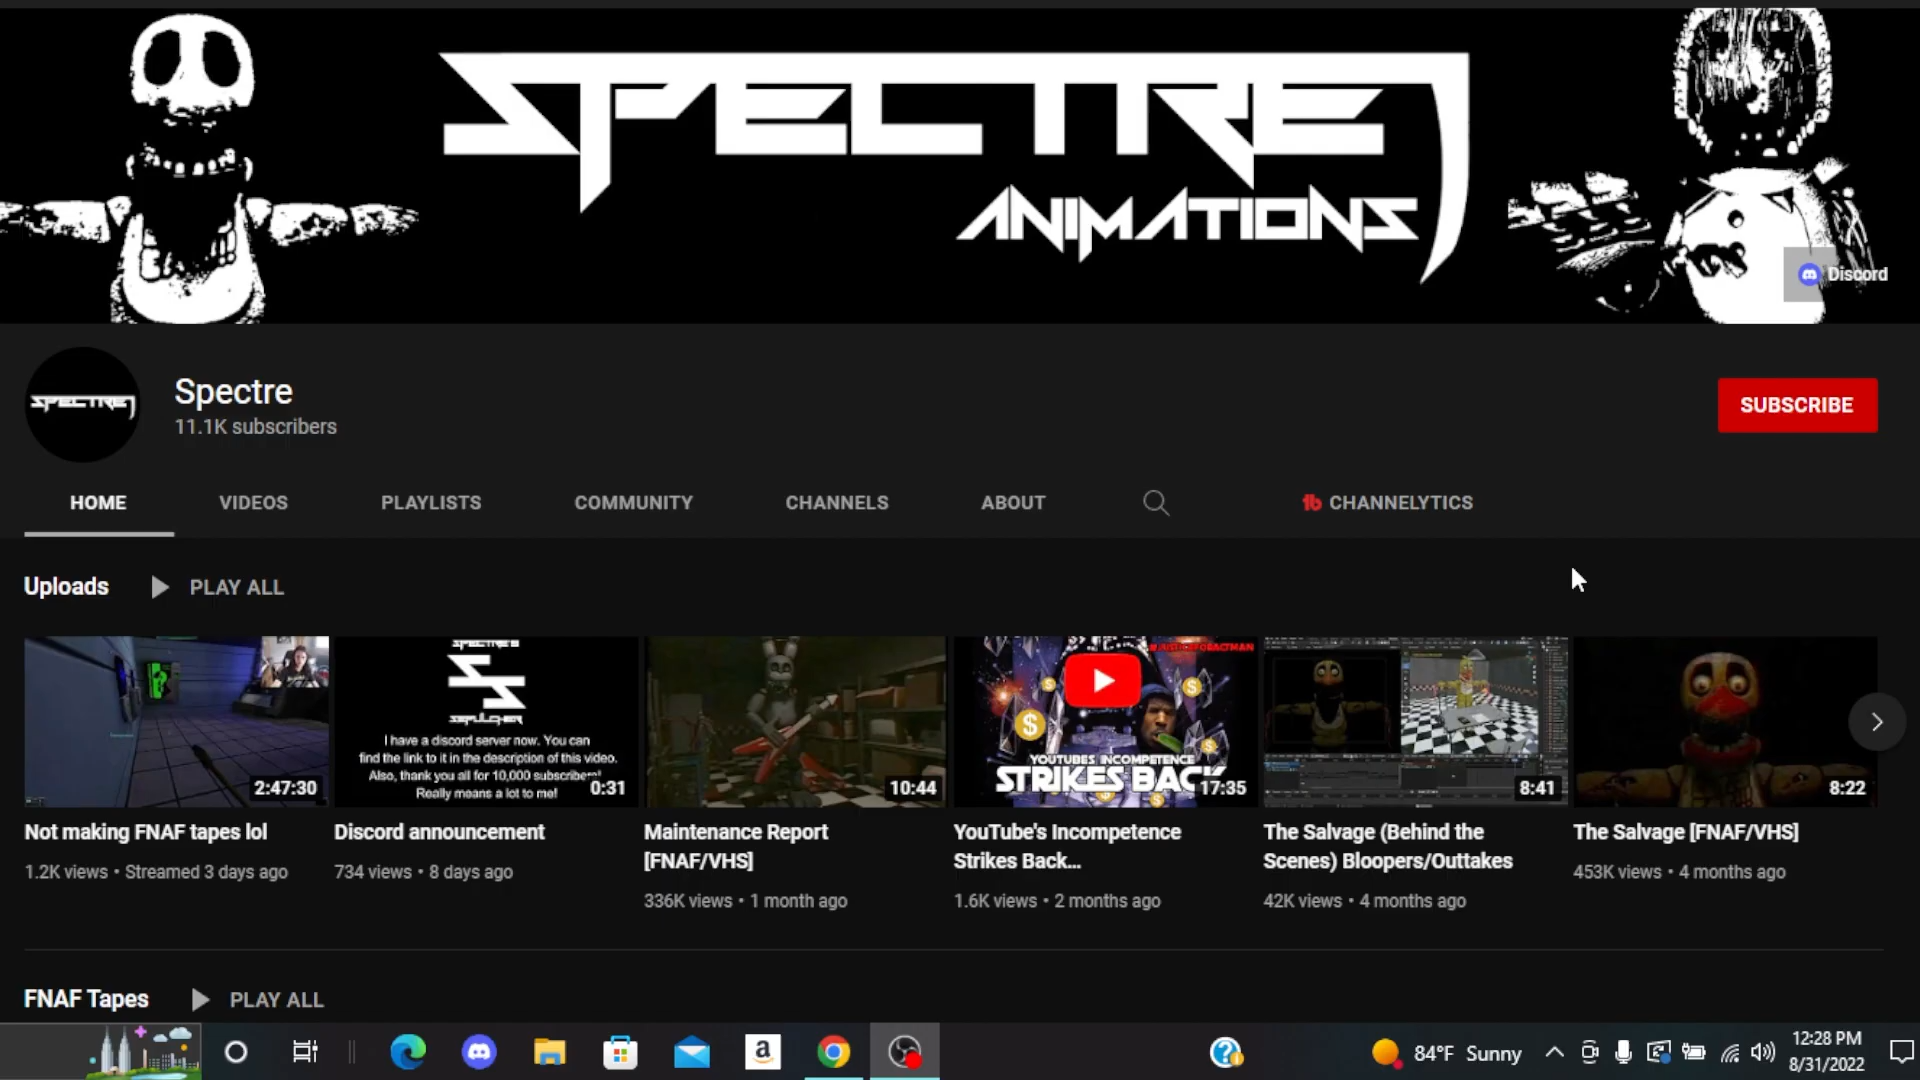 SPECTRE
ANIMATIONS
Discord
SPECTRE
Spectre
11.1K subscribers
SUBSCRIBE
HOME
VIDEOS
PLAYLISTS
COMMUNITY
CHANNELS
ABOUT
CHANNELYTICS
Uploads
PLAY ALL
2:47:30
Not making FNAF tapes lol
1.2K views • Streamed 3 days ago
SEPULCHER
I have a discord server now. You can
find the link to it in the description of this video.
Also, thank you all for 10,000 subscribers!
Really means a lot to me!
0:31
Discord announcement
734 views • 8 days ago
10:44
Maintenance Report
[FNAF/VHS]
336K views • 1 month ago
YOUTUBES INCOMPETENCE
STRIKES BACK
17:35
YouTube's Incompetence
Strikes Back...
1.6K views • 2 months ago
8:41
The Salvage (Behind the
Scenes) Bloopers/Outtakes
42K views • 4 months ago
8:22
The Salvage [FNAF/VHS]
453K views • 4 months ago
FNAF Tapes
PLAY ALL
84°F Sunny
12:28 PM
8/31/2022